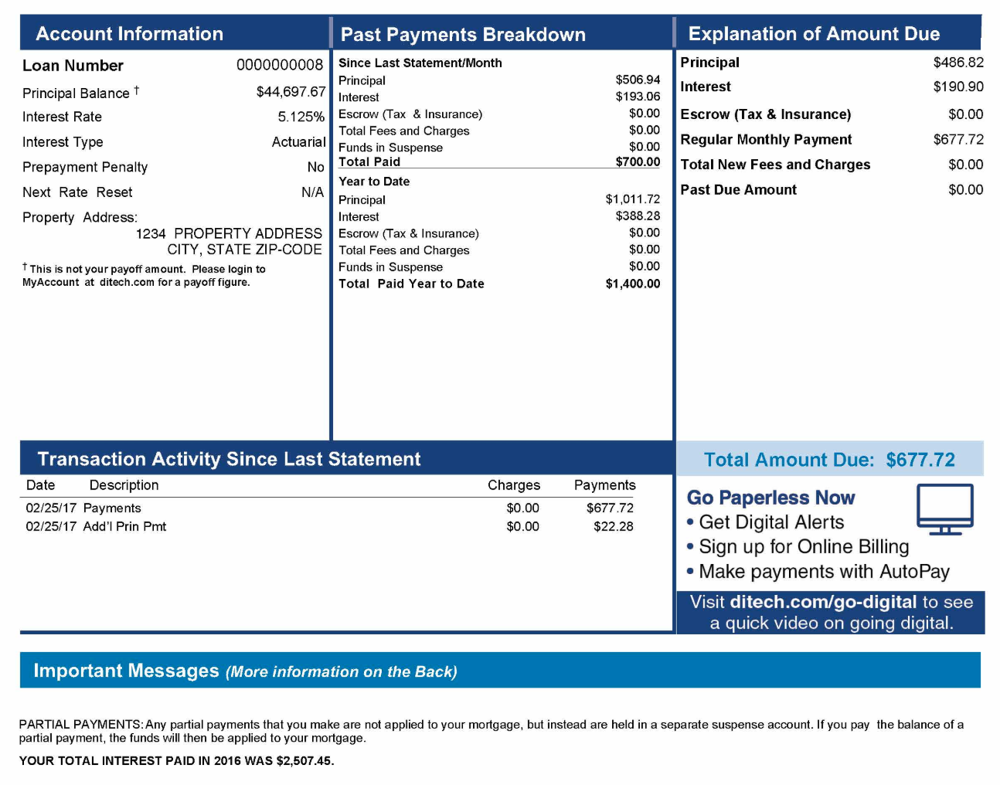 Account Information
Loan Number 0000000008
Principal Balance † $44,697.67
Interest Rate 5.125%
Interest Type Actuarial
Prepayment Penalty No
Next Rate Reset N/A
Property Address:
1234 PROPERTY ADDRESS
CITY, STATE ZIP-CODE
† This is not your payoff amount. Please login to
MyAccount at ditech.com for a payoff figure.
Past Payments Breakdown
Since Last Statement/Month
Principal $506.94
Interest $193.06
Escrow (Tax & Insurance) $0.00
Total Fees and Charges $0.00
Funds in Suspense $0.00
Total Paid $700.00
Year to Date
Principal $1,011.72
Interest $388.28
Escrow (Tax & Insurance) $0.00
Total Fees and Charges $0.00
Funds in Suspense $0.00
Total Paid Year to Date $1,400.00
Explanation of Amount Due
Principal $486.82
Interest $190.90
Escrow (Tax & Insurance) $0.00
Regular Monthly Payment $677.72
Total New Fees and Charges $0.00
Past Due Amount $0.00
Transaction Activity Since Last Statement
Date Description Charges Payments
02/25/17 Payments $0.00 $677.72
02/25/17 Add'l Prin Pmt $0.00 $22.28
Total Amount Due: $677.72
Go Paperless Now
• Get Digital Alerts
• Sign up for Online Billing
• Make payments with AutoPay
Visit ditech.com/go-digital to see
a quick video on going digital.
Important Messages (More information on the Back)
PARTIAL PAYMENTS: Any partial payments that you make are not applied to your mortgage, but instead are held in a separate suspense account. If you pay the balance of a
partial payment, the funds will then be applied to your mortgage.
YOUR TOTAL INTEREST PAID IN 2016 WAS $2,507.45.